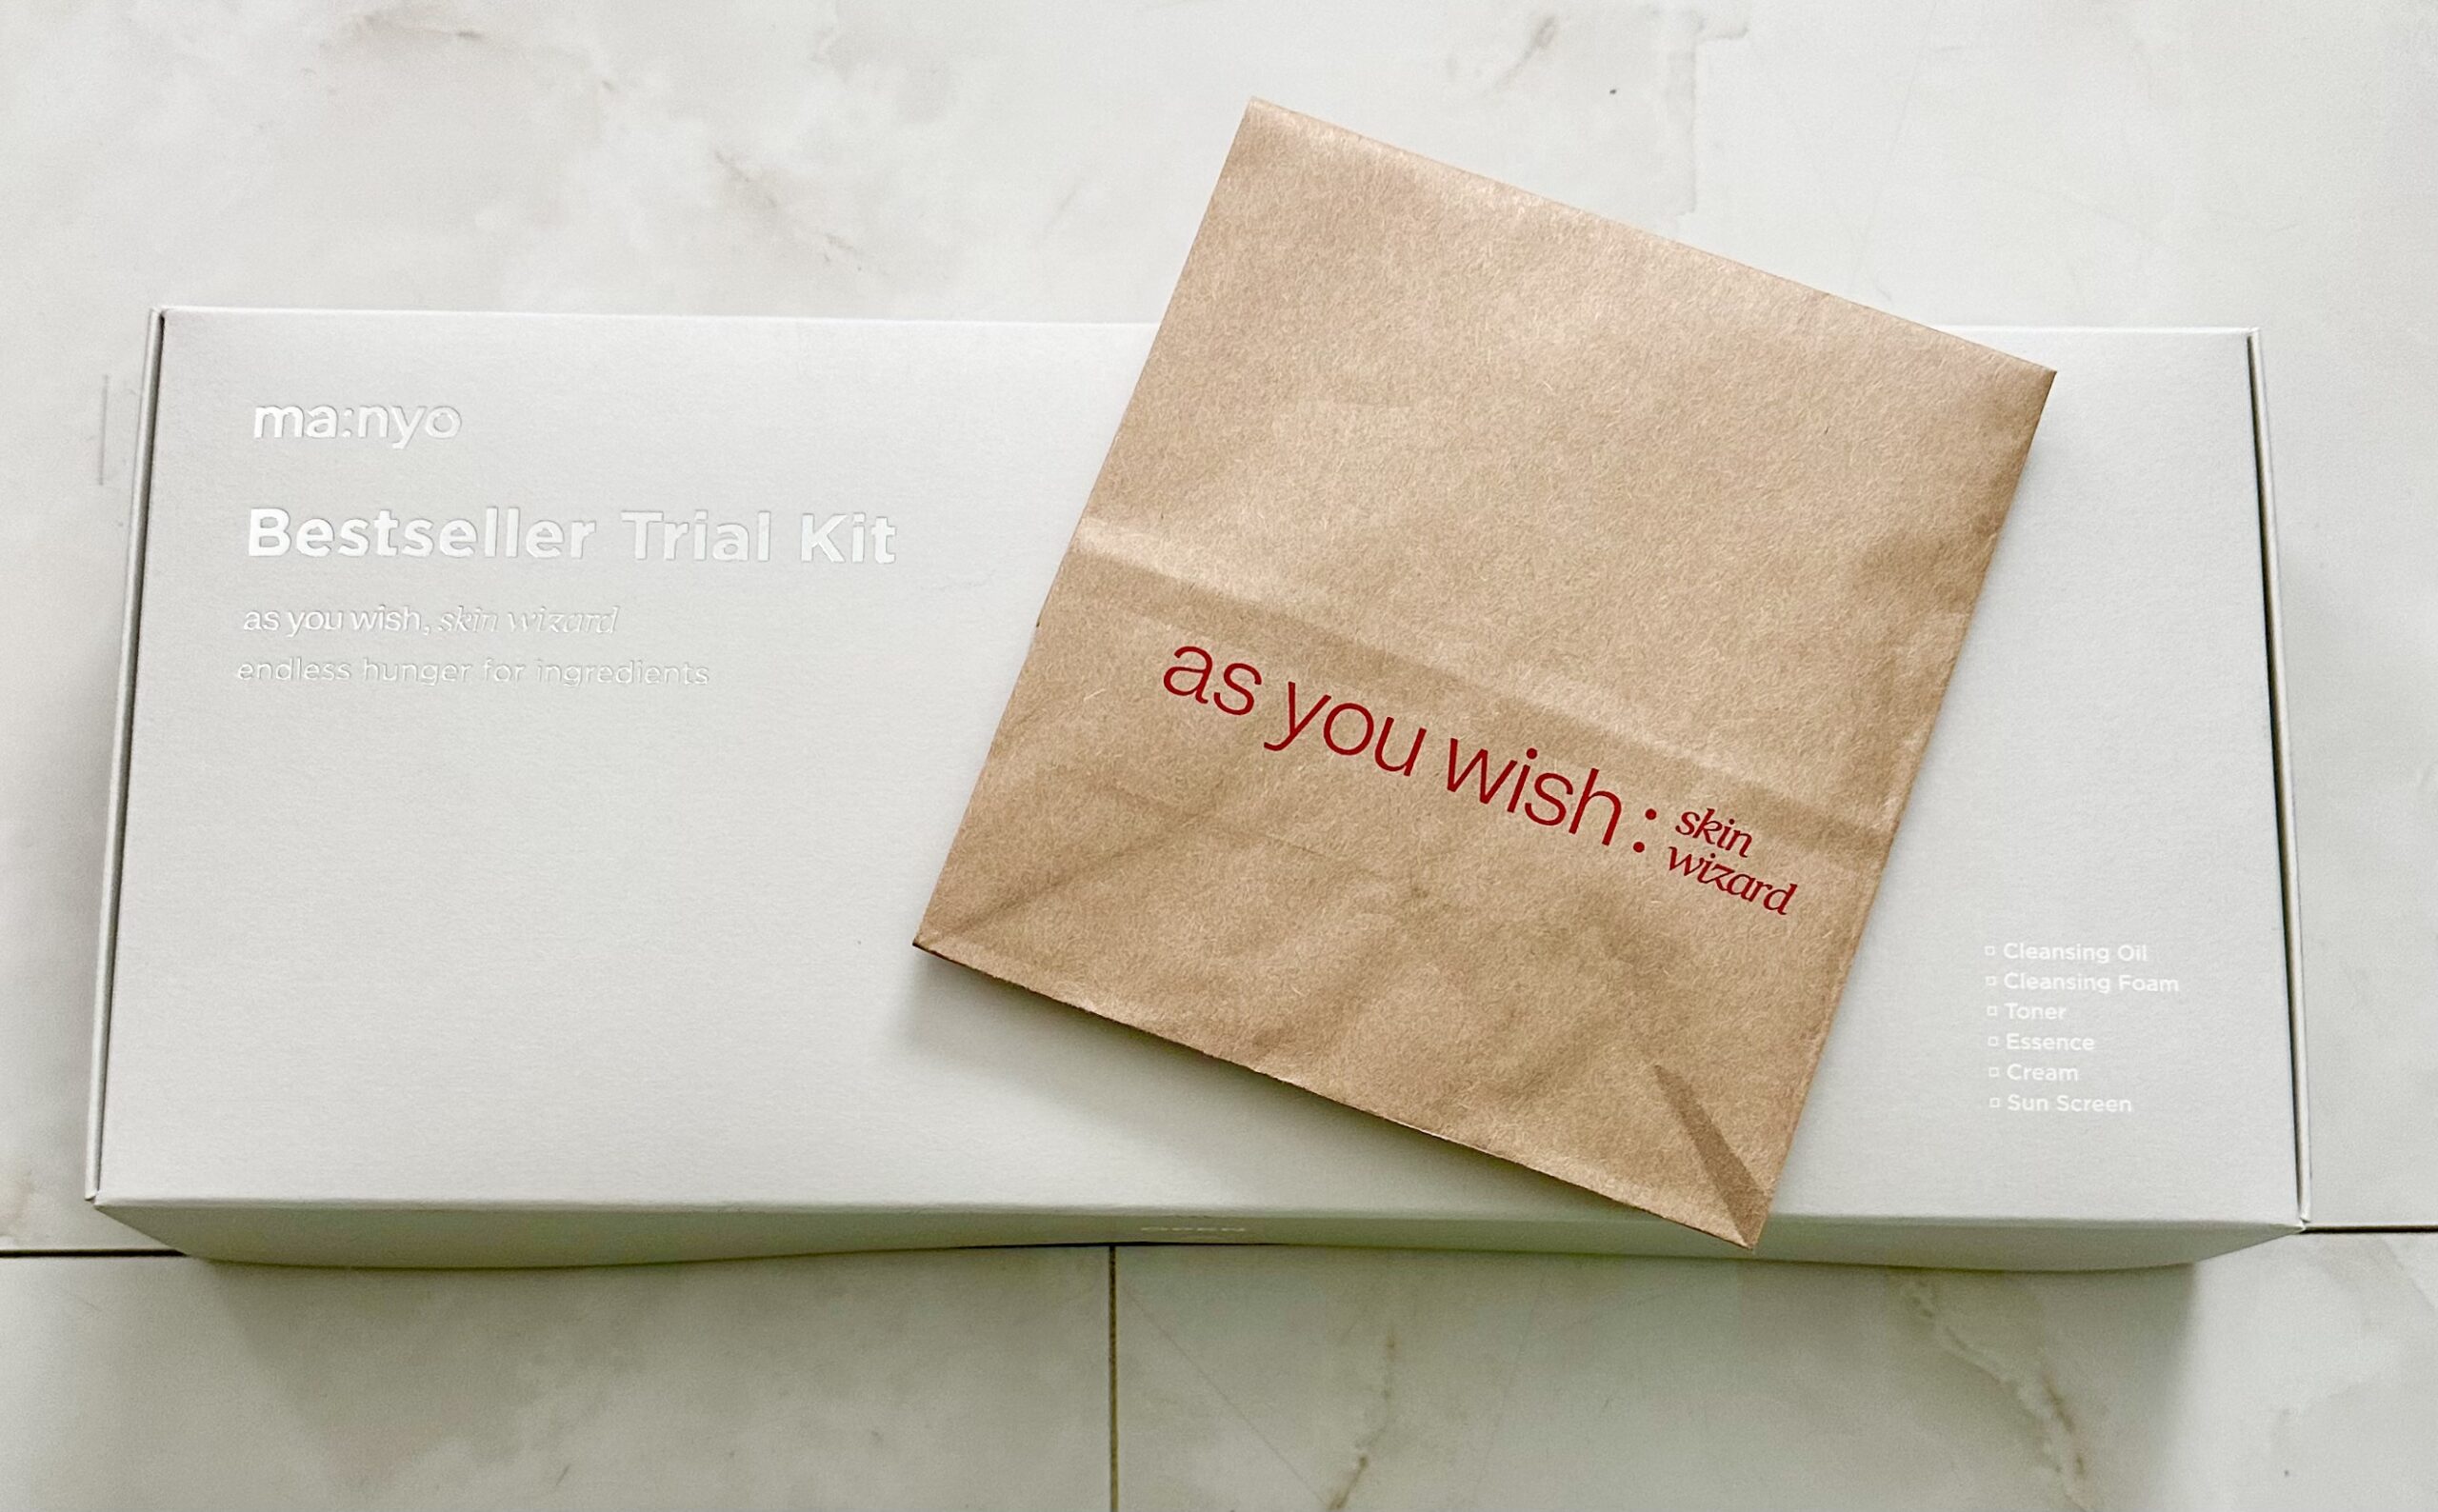 ma:nyo
Bestseller Trial Kit
as you wish, skin wizard
endless hunger for ingredients
as you wish:
skin
wizard
Cleansing Oil
Cleansing Foam
Toner
Essence
Cream
Sun Screen
OPEN